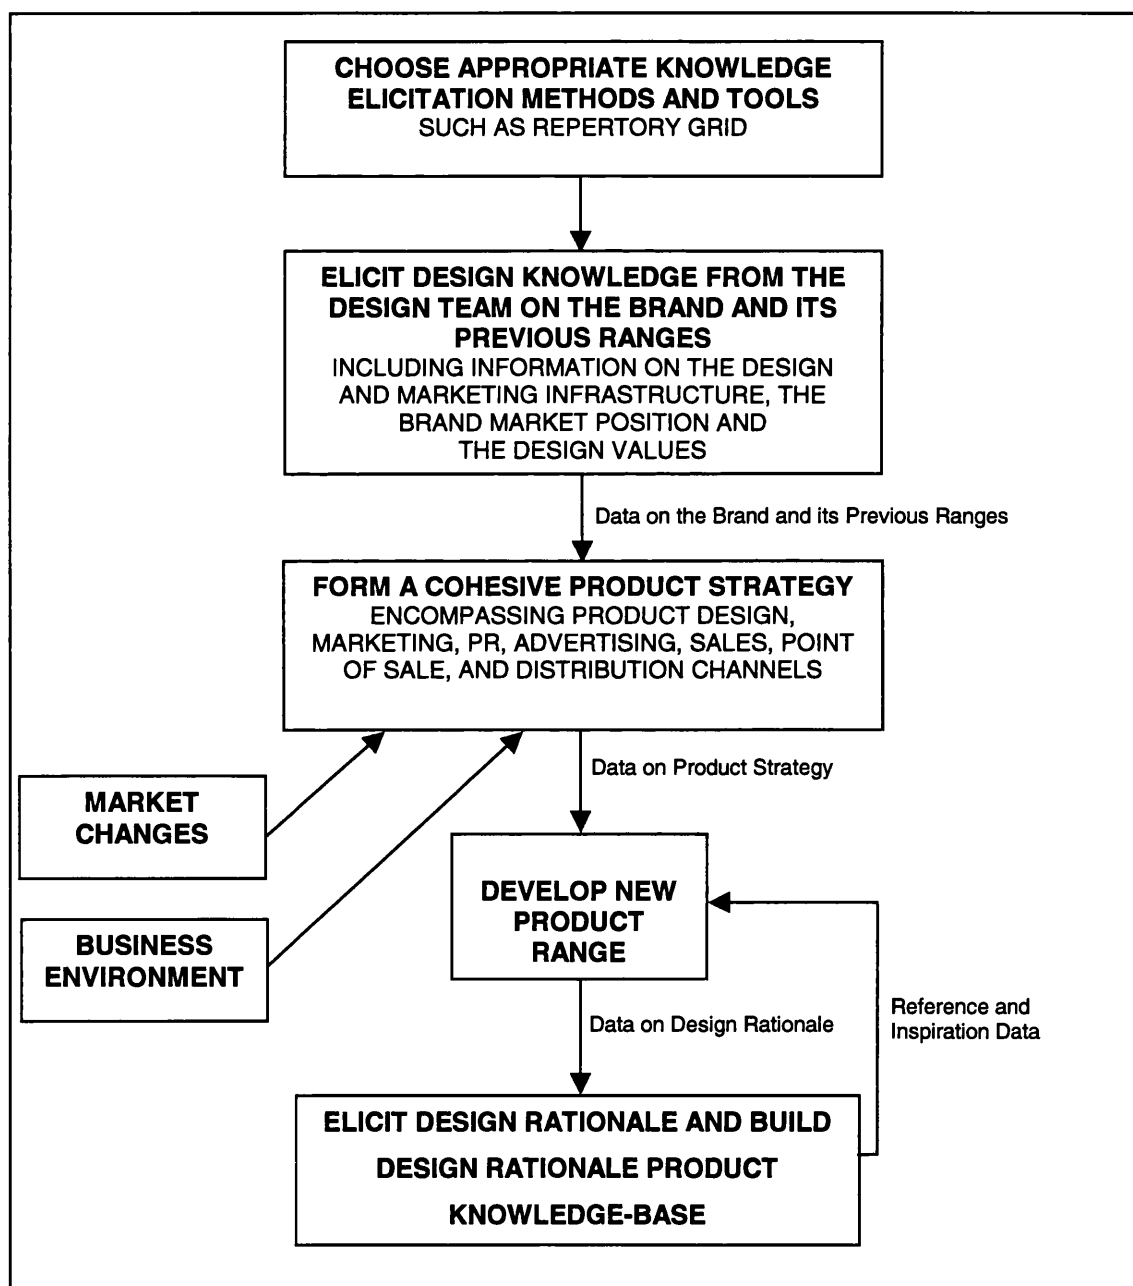 CHOOSE APPROPRIATE KNOWLEDGE
ELICITATION METHODS AND TOOLS
SUCH AS REPERTORY GRID
ELICIT DESIGN KNOWLEDGE FROM THE
DESIGN TEAM ON THE BRAND AND ITS
PREVIOUS RANGES
INCLUDING INFORMATION ON THE DESIGN
AND MARKETING INFRASTRUCTURE, THE
BRAND MARKET POSITION AND
THE DESIGN VALUES
Data on the Brand and its Previous Ranges
FORM A COHESIVE PRODUCT STRATEGY
ENCOMPASSING PRODUCT DESIGN,
MARKETING, PR, ADVERTISING, SALES, POINT
OF SALE, AND DISTRIBUTION CHANNELS
Data on Product Strategy
MARKET
CHANGES
DEVELOP NEW
PRODUCT
RANGE
BUSINESS
ENVIRONMENT
Reference and
Inspiration Data
Data on Design Rationale
ELICIT DESIGN RATIONALE AND BUILD
DESIGN RATIONALE PRODUCT
KNOWLEDGE-BASE